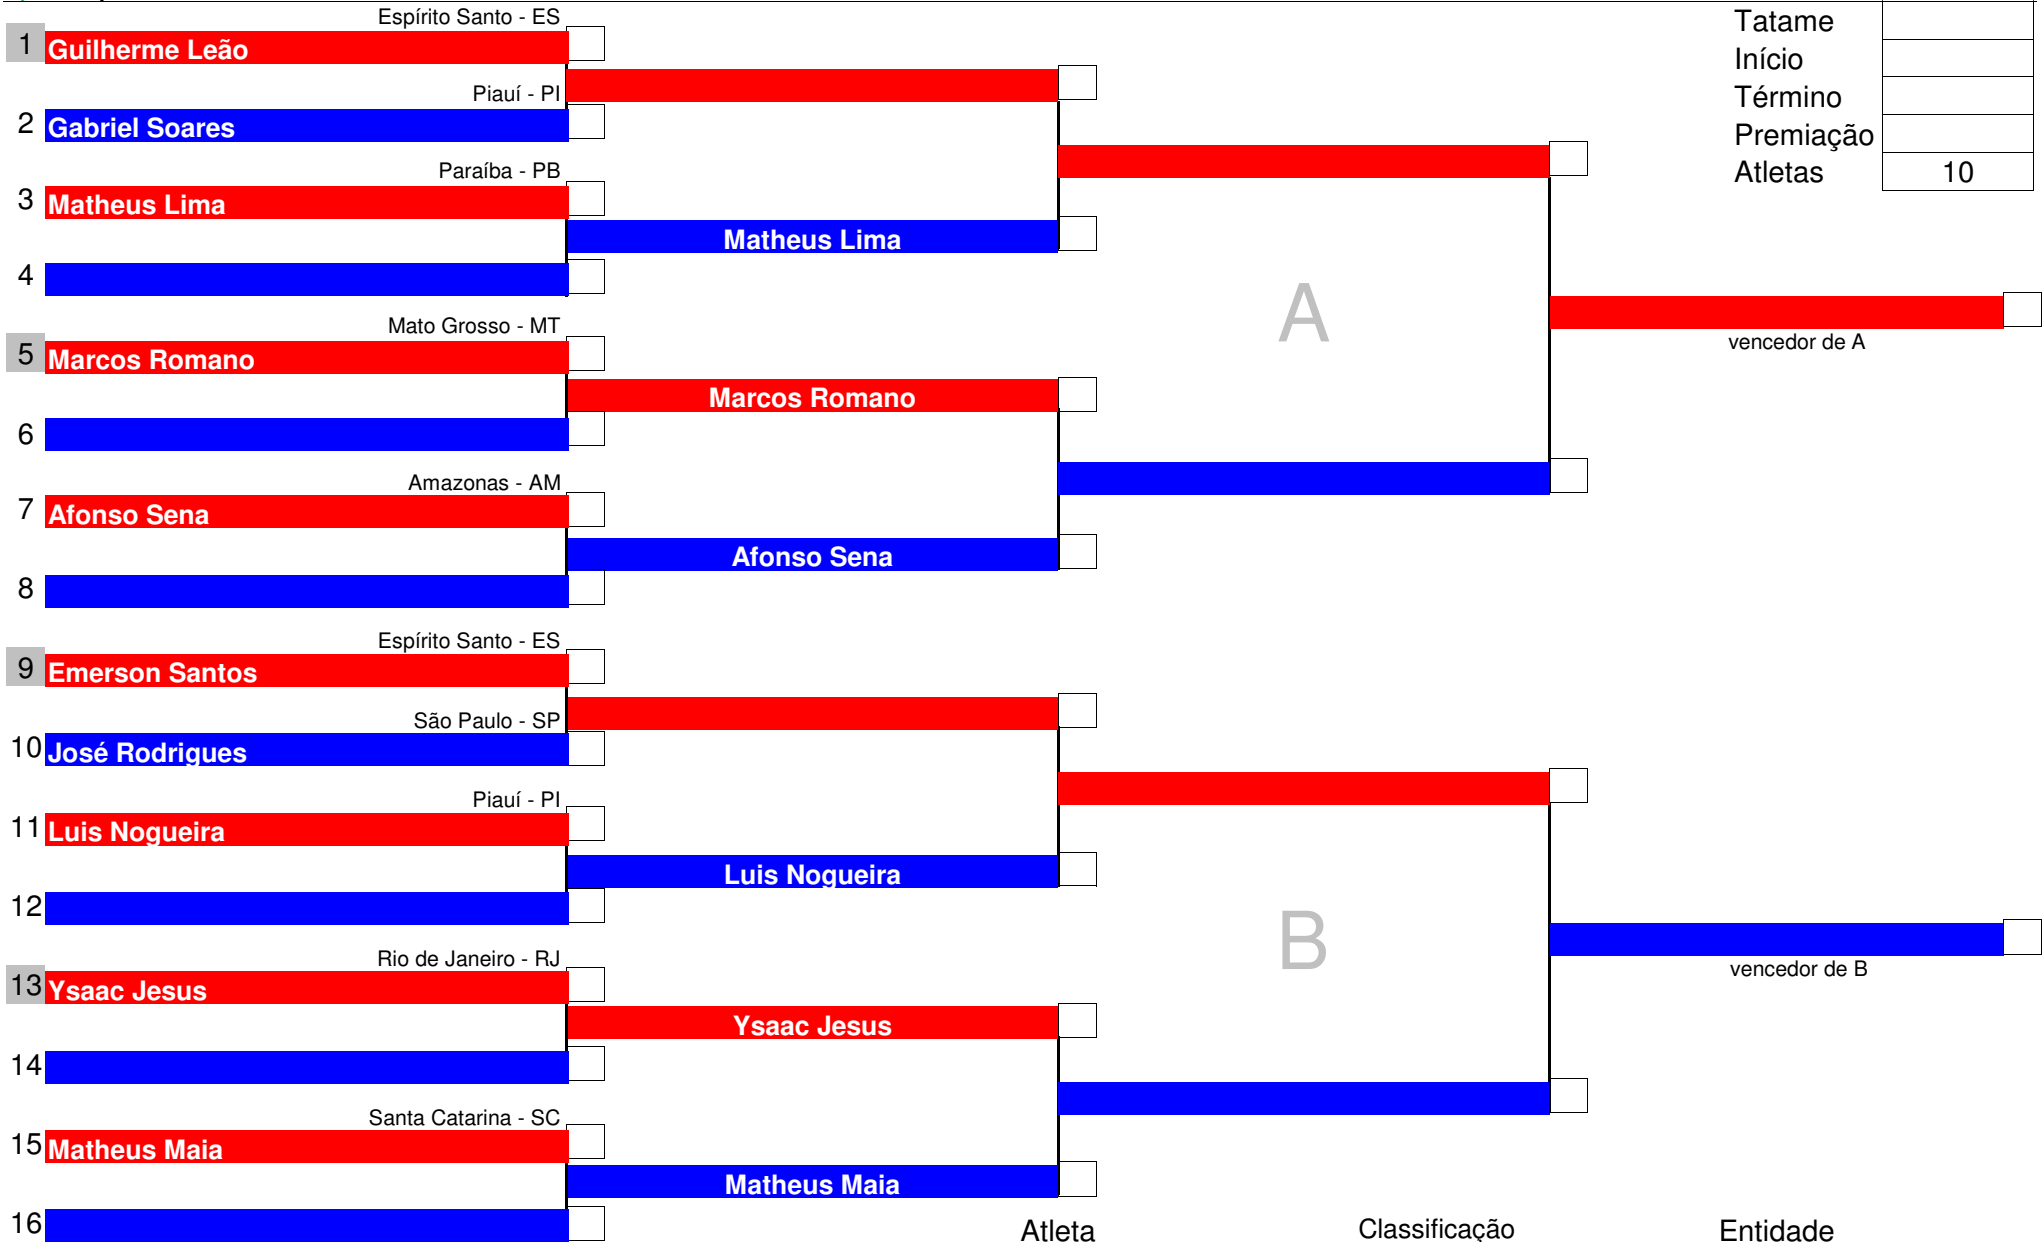 Espírito Santo - ES
1 Guilherme Leão
Piauí - PI
2 Gabriel Soares
Paraíba - PB
3 Matheus Lima
Matheus Lima
4
Mato Grosso - MT
5 Marcos Romano
Marcos Romano
6
Amazonas - AM
7 Afonso Sena
Afonso Sena
8
Espírito Santo - ES
9 Emerson Santos
São Paulo - SP
10 José Rodrigues
Piauí - PI
11 Luis Nogueira
Luis Nogueira
12
Rio de Janeiro - RJ
13 Ysaac Jesus
Ysaac Jesus
14
Santa Catarina - SC
15 Matheus Maia
Matheus Maia
16
A
vencedor de A
B
vencedor de B
Tatame
Início
Término
Premiação
Atletas 10
Atleta Classificação Entidade